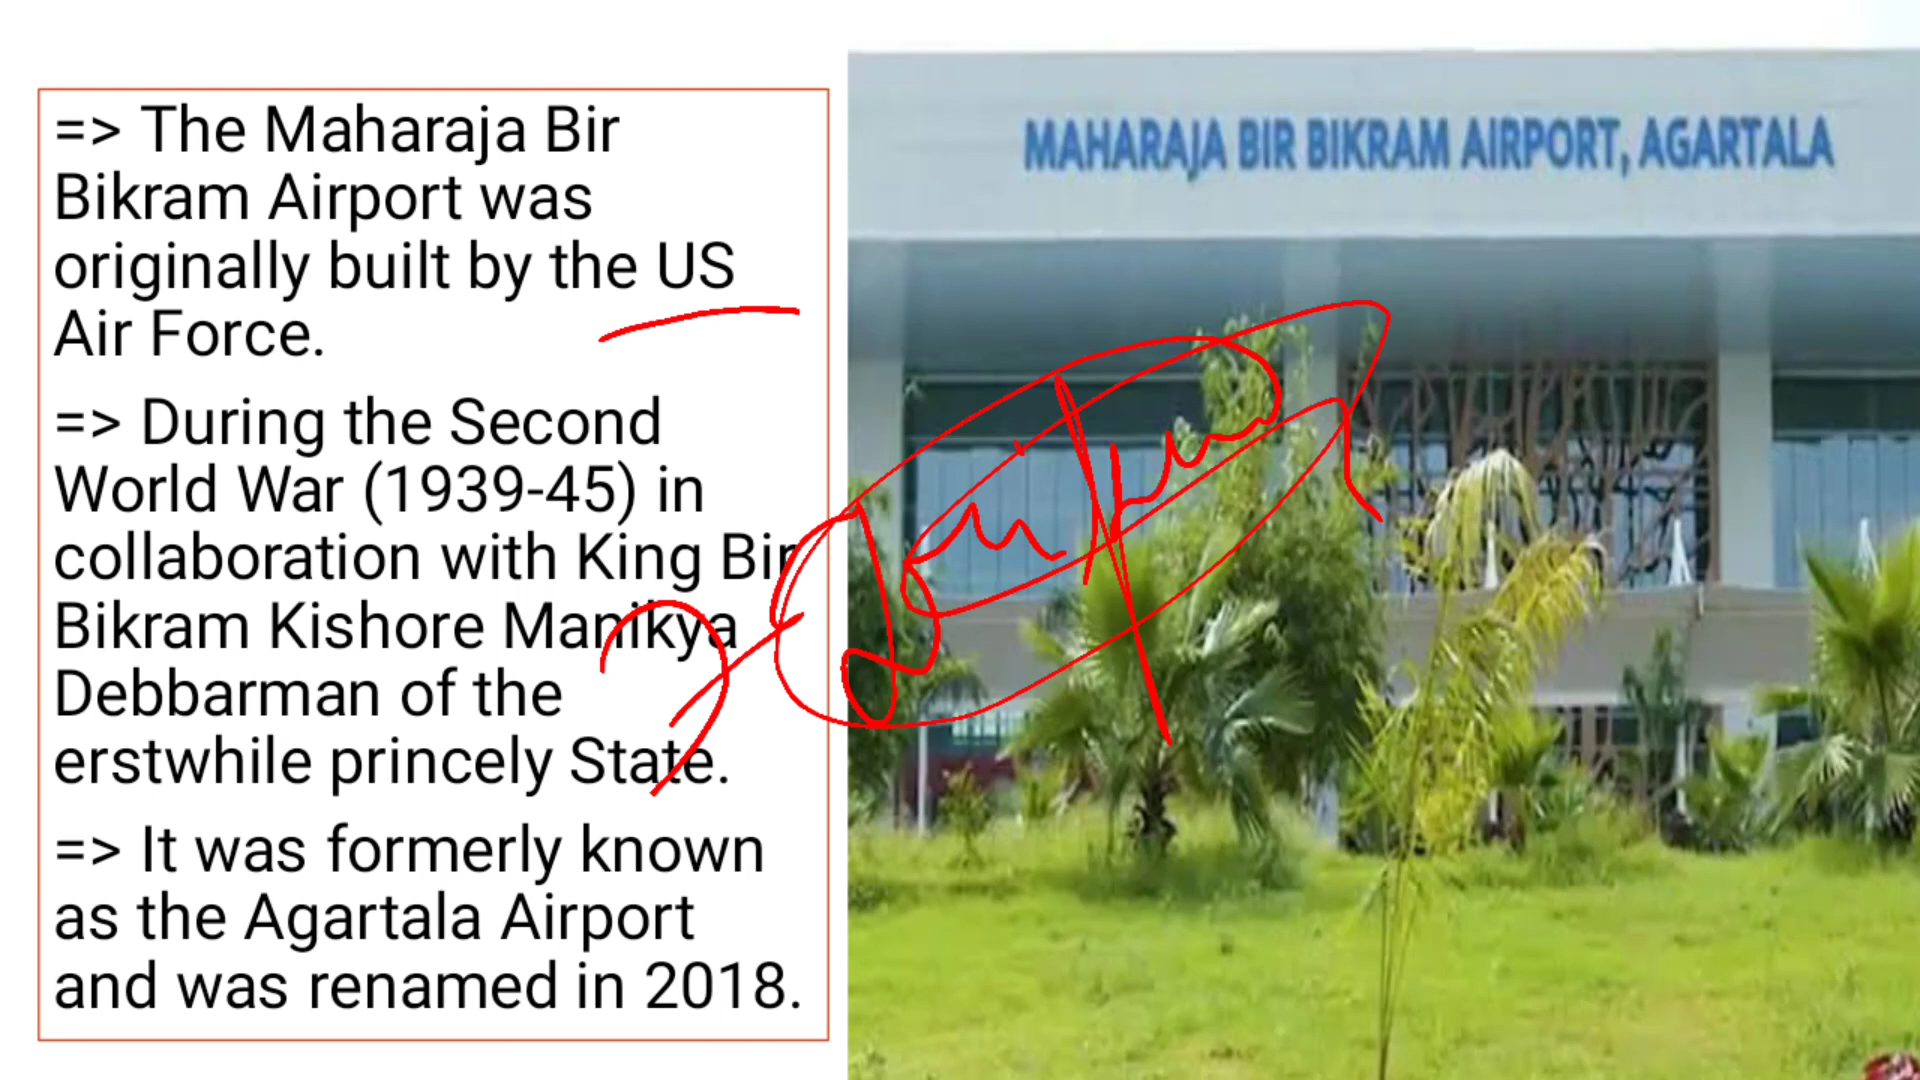 => The Maharaja Bir
Bikram Airport was
originally built by the US
Air Force.
=> During the Second
World War (1939-45) in
collaboration with King Bir
Bikram Kishore Manikya
Debbarman of the
erstwhile princely State.
=> It was formerly known
as the Agartala Airport
and was renamed in 2018.
MAHARAJA BIR BIKRAM AIRPORT, AGARTALA